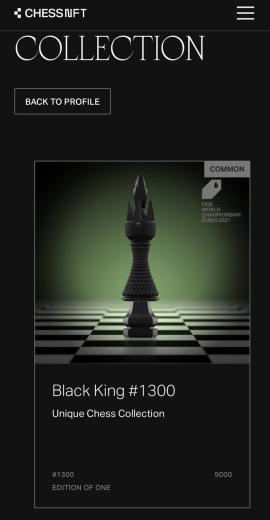 CHESSNFT
COLLECTION
BACK TO PROFILE
COMMON
FIDE
WORLD
CHAMPIONSHIP
DUBAI 2021
Black King #1300
Unique Chess Collection
#1300 9000
EDITION OF ONE